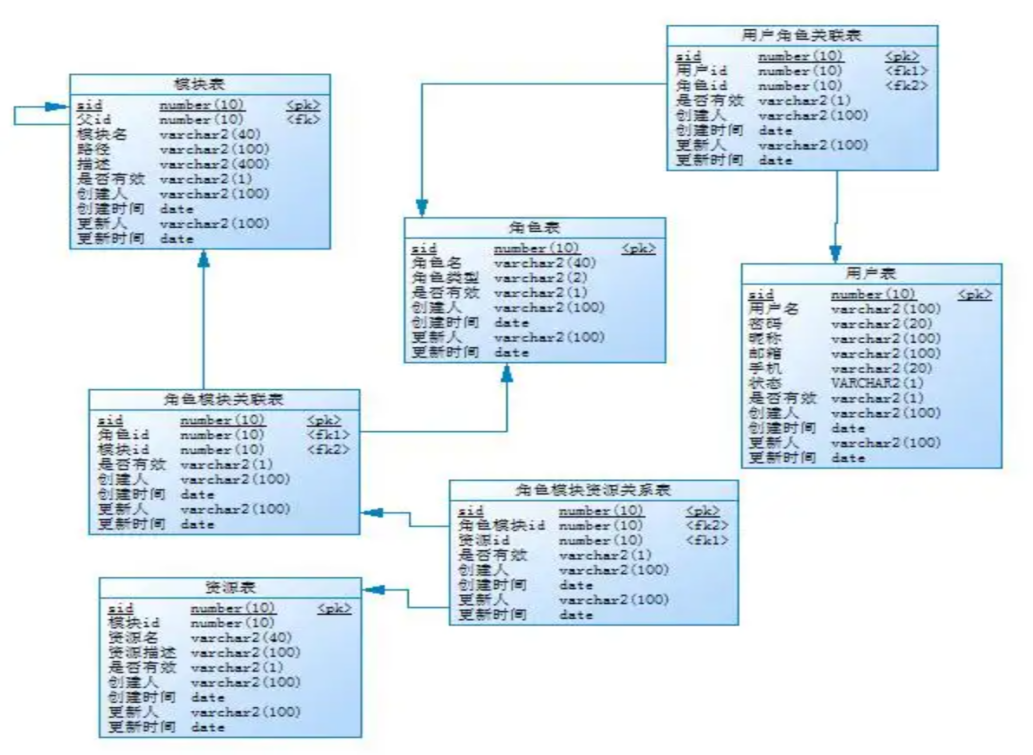 用户角色关联表
sid number(10) <pk>
用户id number(10) <fk1>
角色id number(10) <fk2>
是否有效 varchar2(1)
创建人 varchar2(100)
创建时间 date
更新人 varchar2(100)
更新时间 date
模块表
sid number(10) <pk>
父id number(10) <fk>
模块名 varchar2(40)
路径 varchar2(100)
描述 varchar2(400)
是否有效 varchar2(1)
创建人 varchar2(100)
创建时间 date
更新人 varchar2(100)
更新时间 date
角色表
sid number(10) <pk>
角色名 varchar2(40)
角色类型 varchar2(2)
是否有效 varchar2(1)
创建人 varchar2(100)
创建时间 date
更新人 varchar2(100)
更新时间 date
用户表
sid number(10) <pk>
用户名 varchar2(100)
密码 varchar2(20)
昵称 varchar2(100)
邮箱 varchar2(100)
手机 varchar2(20)
状态 VARCHAR2(1)
是否有效 varchar2(1)
创建人 varchar2(100)
创建时间 date
更新人 varchar2(100)
更新时间 date
角色模块关联表
sid number(10) <pk>
角色id number(10) <fk1>
模块id number(10) <fk2>
是否有效 varchar2(1)
创建人 varchar2(100)
创建时间 date
更新人 varchar2(100)
更新时间 date
角色模块资源关系表
sid number(10) <pk>
角色模块id number(10) <fk2>
资源id number(10) <fk1>
是否有效 varchar2(1)
创建人 varchar2(100)
创建时间 date
更新人 varchar2(100)
更新时间 date
资源表
sid number(10) <pk>
模块id number(10)
资源名 varchar2(40)
资源描述 varchar2(100)
是否有效 varchar2(1)
创建人 varchar2(100)
创建时间 date
更新人 varchar2(100)
更新时间 date